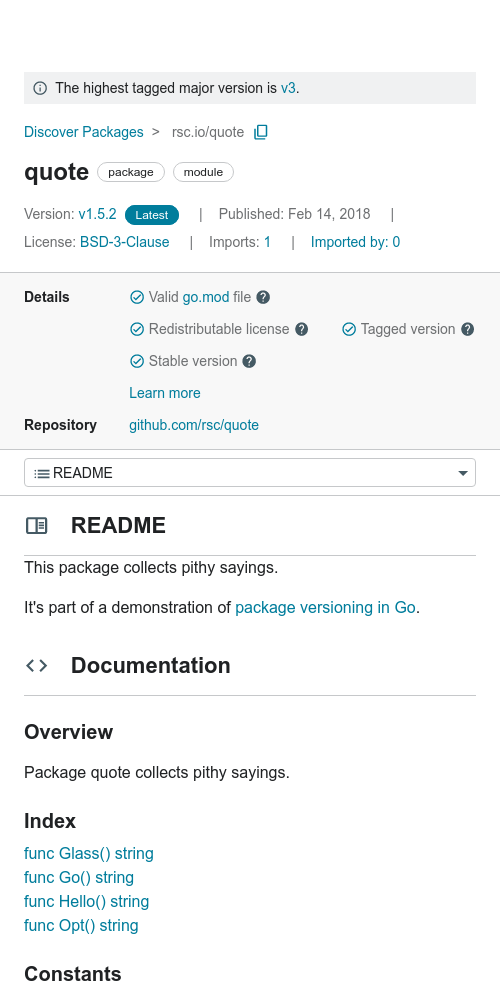 The highest tagged major version is v3.
Discover Packages > rsc.io/quote
quote package module
Version: v1.5.2 Latest | Published: Feb 14, 2018 |
License: BSD-3-Clause | Imports: 1 | Imported by: 0
Details Valid go.mod file
Redistributable license Tagged version
Stable version
Learn more
Repository github.com/rsc/quote
README
README
This package collects pithy sayings.
It's part of a demonstration of package versioning in Go.
Documentation
Overview
Package quote collects pithy sayings.
Index
func Glass() string
func Go() string
func Hello() string
func Opt() string
Constants